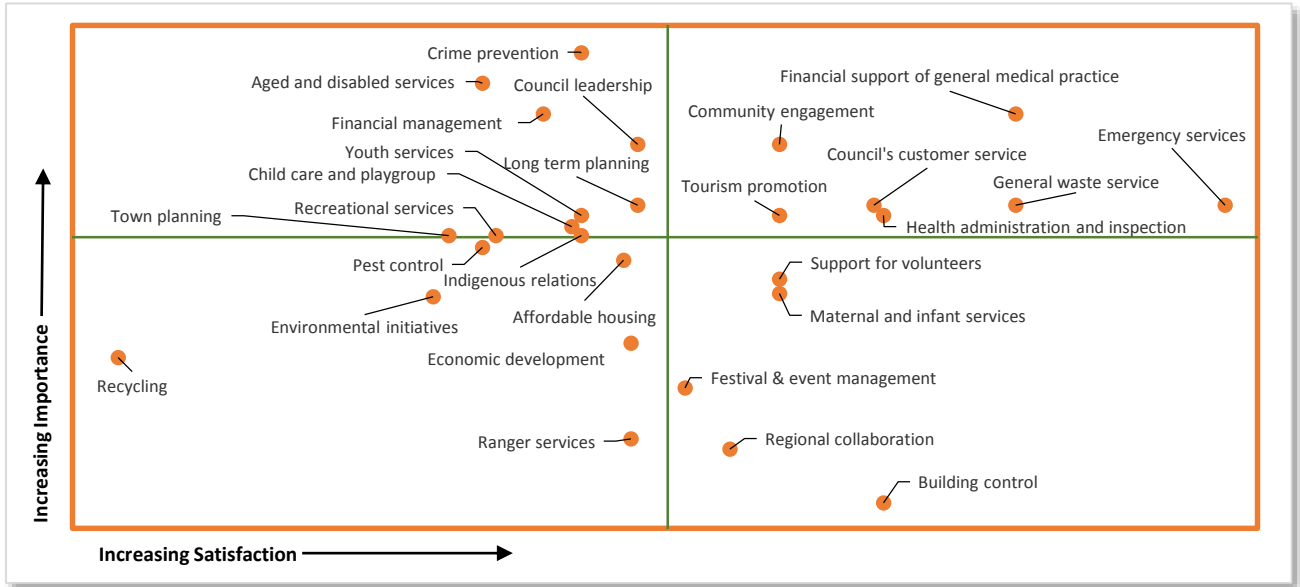 Crime prevention
Aged and disabled services
Council leadership
Financial support of general medical practice
Financial management
Community engagement
Emergency services
Youth services
Long term planning
Council's customer service
Child care and playgroup
Tourism promotion
General waste service
Town planning
Recreational services
Health administration and inspection
Pest control
Indigenous relations
Support for volunteers
Environmental initiatives
Affordable housing
Maternal and infant services
Economic development
Recycling
Festival & event management
Ranger services
Regional collaboration
Building control
Increasing Importance
Increasing Satisfaction